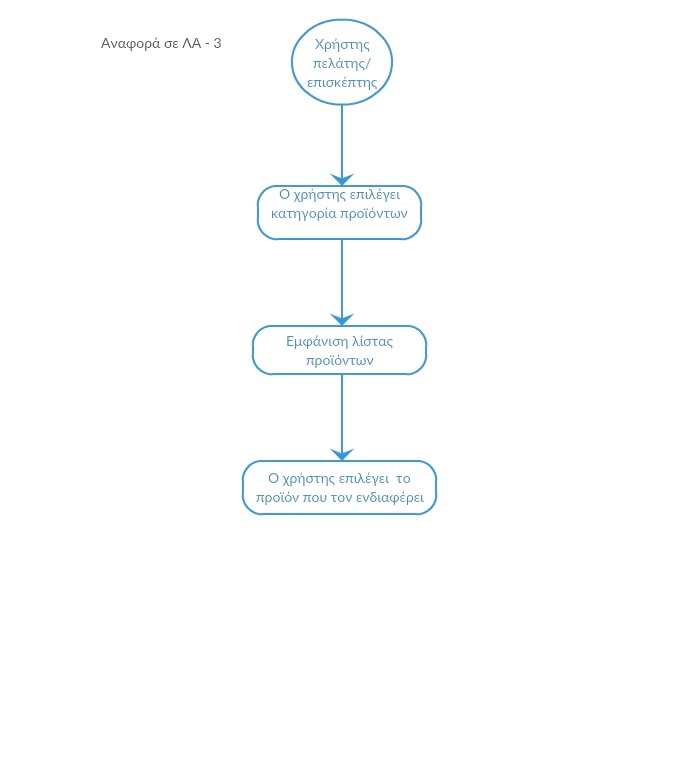 Αναφορά σε ΛΑ - 3
Χρήστης
πελάτης/
επισκέπτης
Ο χρήστης επιλέγει
κατηγορία προϊόντων
Εμφάνιση λίστας
προϊόντων
Ο χρήστης επιλέγει  το
προϊόν που τον ενδιαφέρει